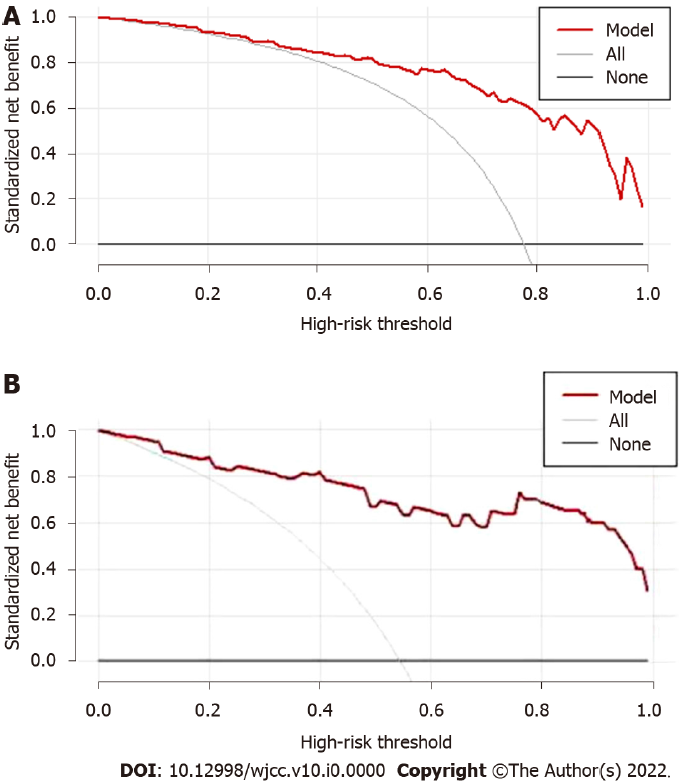 A
Model
All
None
Standardized net benefit
1.0
0.8
0.6
0.4
0.2
0.0
0.0 0.2 0.4 0.6 0.8 1.0
High-risk threshold
B
Model
All
None
Standardized net benefit
1.0
0.8
0.6
0.4
0.2
0.0
0.0 0.2 0.4 0.6 0.8 1.0
High-risk threshold
DOI: 10.12998/wjcc.v10.i0.0000 Copyright ©The Author(s) 2022.